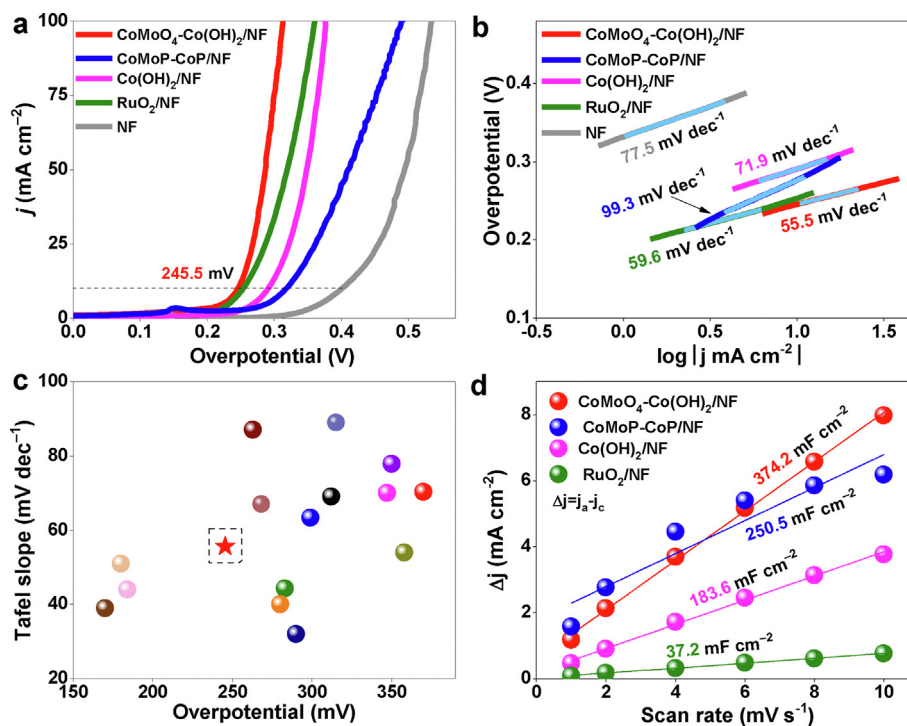 a
CoMoO₄–Co(OH)₂/NF
CoMoP-CoP/NF
Co(OH)₂/NF
RuO₂/NF
NF
245.5 mV
j (mA cm⁻²)
100
75
50
25
0
0.0 0.1 0.2 0.3 0.4 0.5
Overpotential (V)
b
CoMoO₄–Co(OH)₂/NF
CoMoP-CoP/NF
Co(OH)₂/NF
RuO₂/NF
NF
77.5 mV dec⁻¹
71.9 mV dec⁻¹
99.3 mV dec⁻¹
59.6 mV dec⁻¹
55.5 mV dec⁻¹
Overpotential (V)
0.4
0.3
0.2
0.1
-0.5 0.0 0.5 1.0 1.5
log |j mA cm⁻²|
c
Tafel slope (mV dec⁻¹)
100
80
60
40
20
150 200 250 300 350
Overpotential (mV)
d
CoMoO₄–Co(OH)₂/NF
CoMoP–CoP/NF
Co(OH)₂/NF
RuO₂/NF
Δj=jₐ-j꜀
374.2 mF cm⁻²
250.5 mF cm⁻²
183.6 mF cm⁻²
37.2 mF cm⁻²
Δj (mA cm⁻²)
8
6
4
2
0
0 2 4 6 8 10
Scan rate (mV s⁻¹)